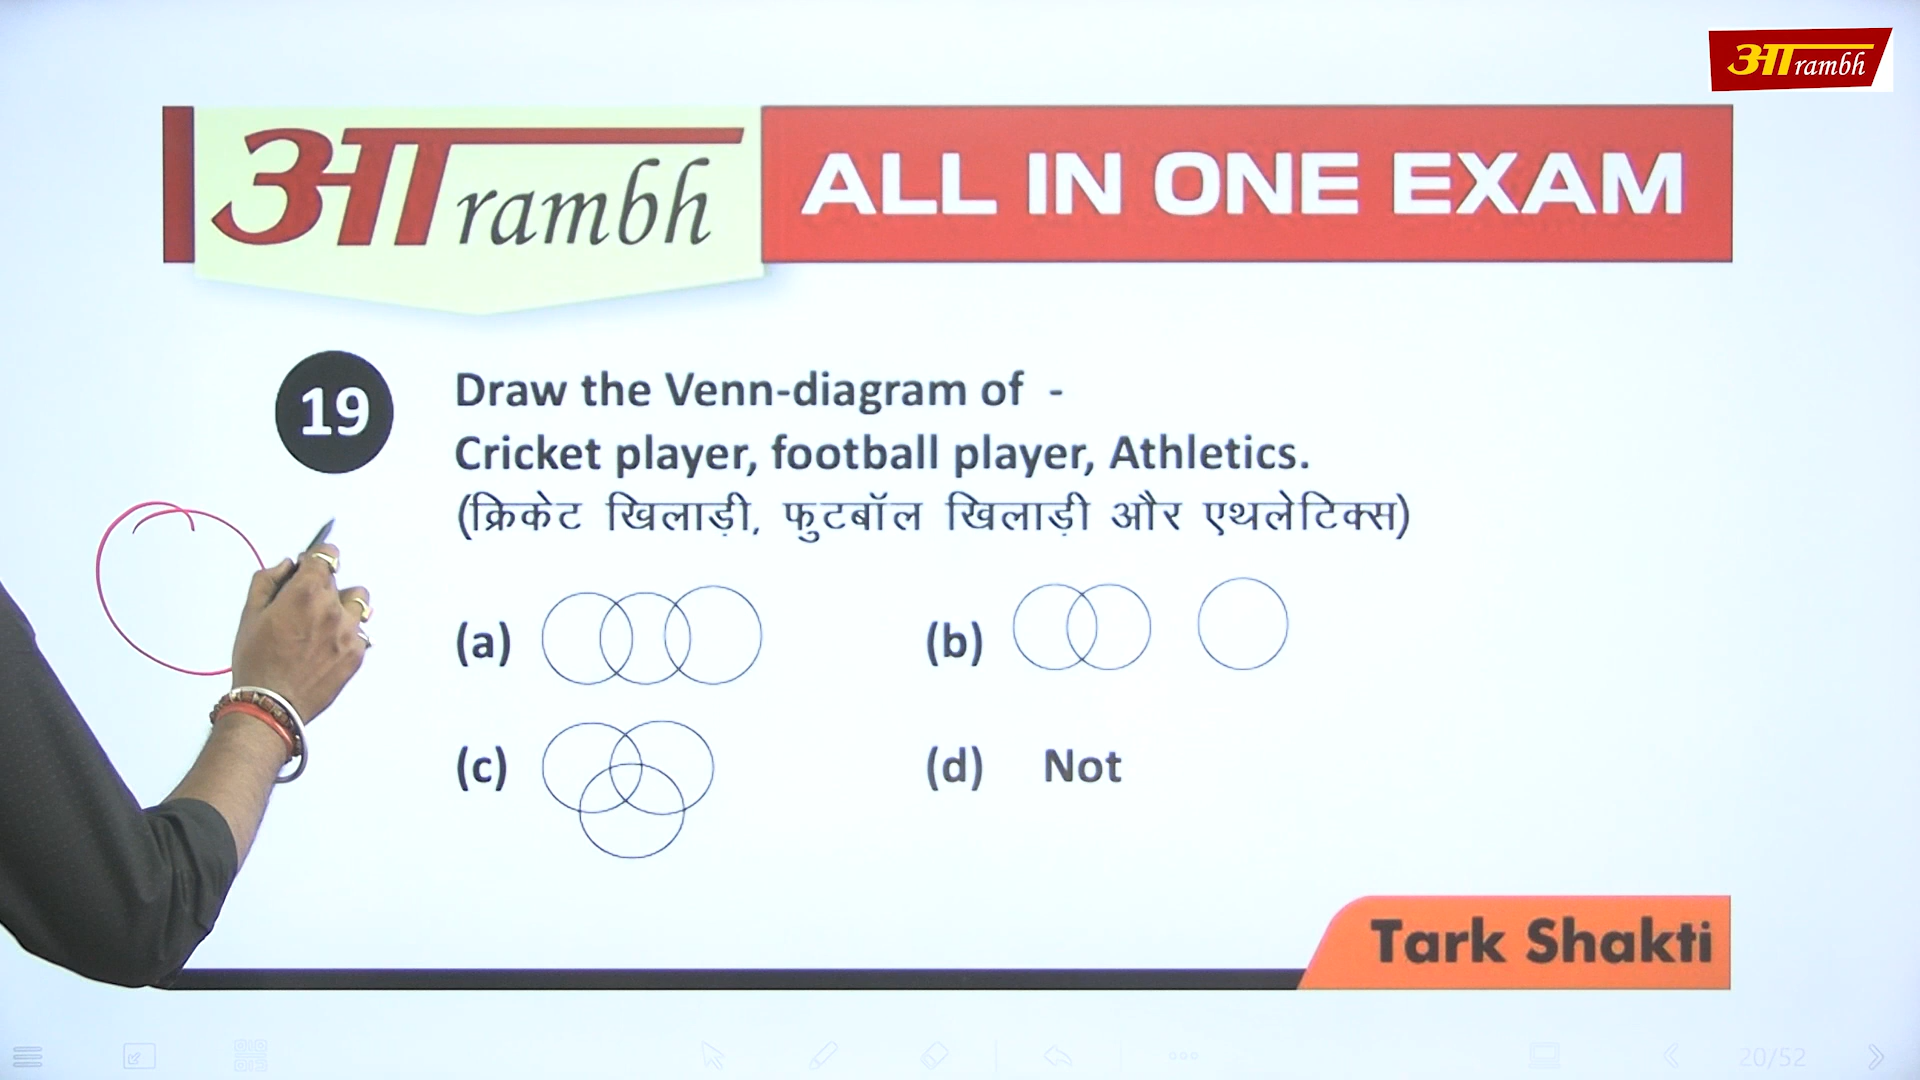 आrambh
आrambh
ALL IN ONE EXAM
19
Draw the Venn-diagram of -
Cricket player, football player, Athletics.
(क्रिकेट खिलाड़ी, फुटबॉल खिलाड़ी और एथलेटिक्स)
(a)
(b)
(c)
(d) Not
Tark Shakti
20/52